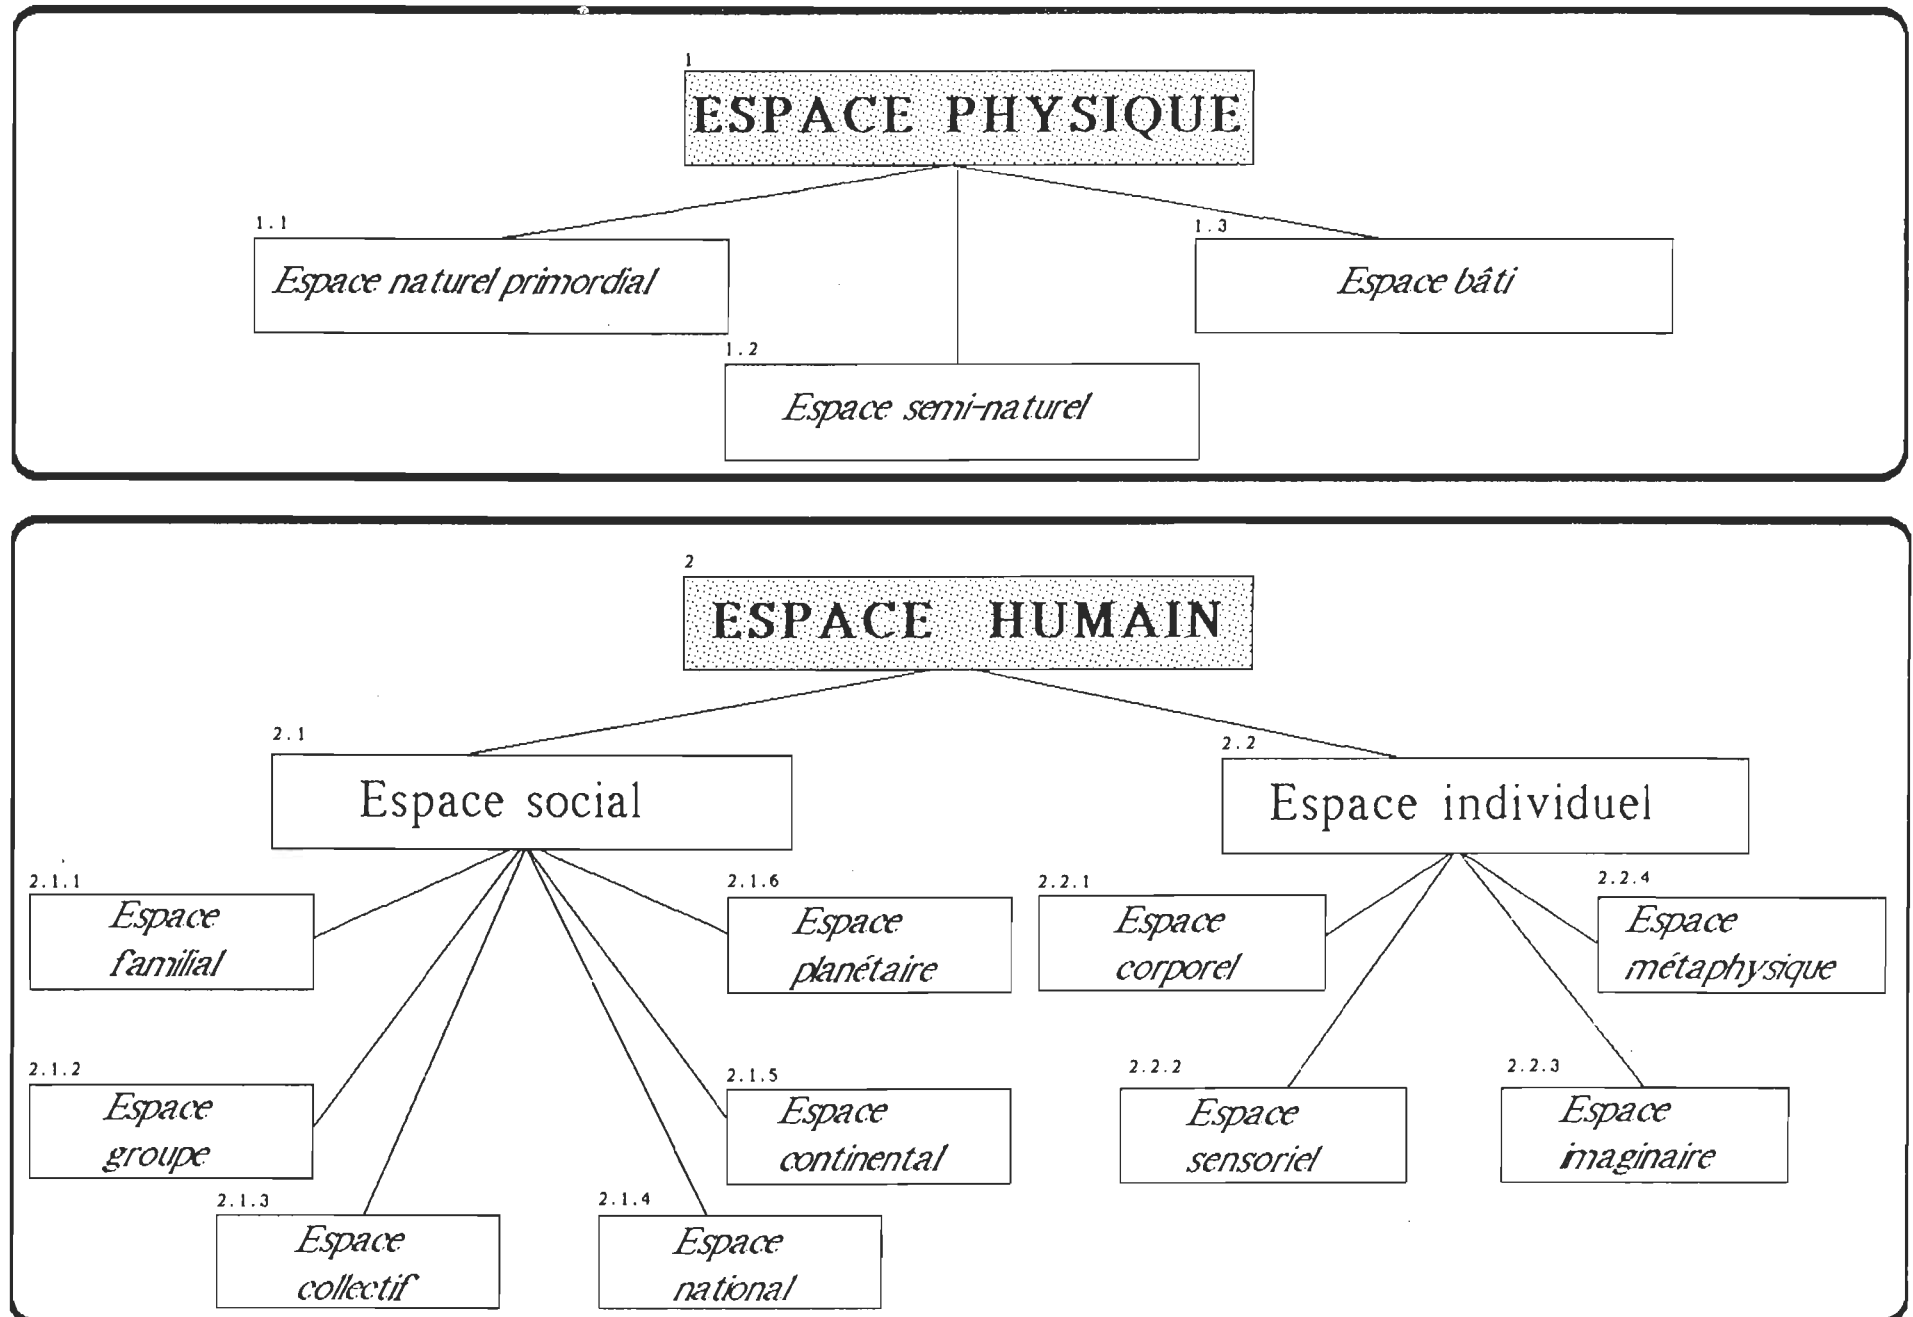 1
ESPACE PHYSIQUE
1.1
Espace naturel primordial
1.3
Espace bâti
1.2
Espace semi-naturel
2
ESPACE HUMAIN
2.1
Espace social
2.2
Espace individuel
2.1.1
Espace
familial
2.1.6
Espace
planétaire
2.2.1
Espace
corporel
2.2.4
Espace
métaphysique
2.1.2
Espace
groupe
2.1.5
Espace
continental
2.2.2
Espace
sensoriel
2.2.3
Espace
imaginaire
2.1.3
Espace
collectif
2.1.4
Espace
national